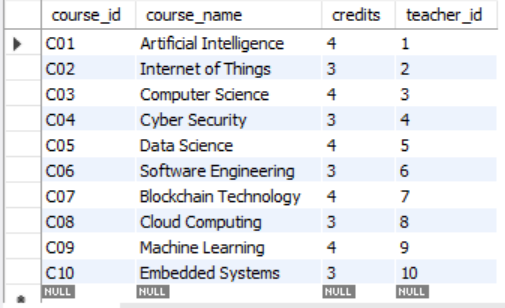 course_id course_name credits teacher_id
C01 Artificial Intelligence 4 1
C02 Internet of Things 3 2
C03 Computer Science 4 3
C04 Cyber Security 3 4
C05 Data Science 4 5
C06 Software Engineering 3 6
C07 Blockchain Technology 4 7
C08 Cloud Computing 3 8
C09 Machine Learning 4 9
C10 Embedded Systems 3 10
NULL NULL NULL NULL